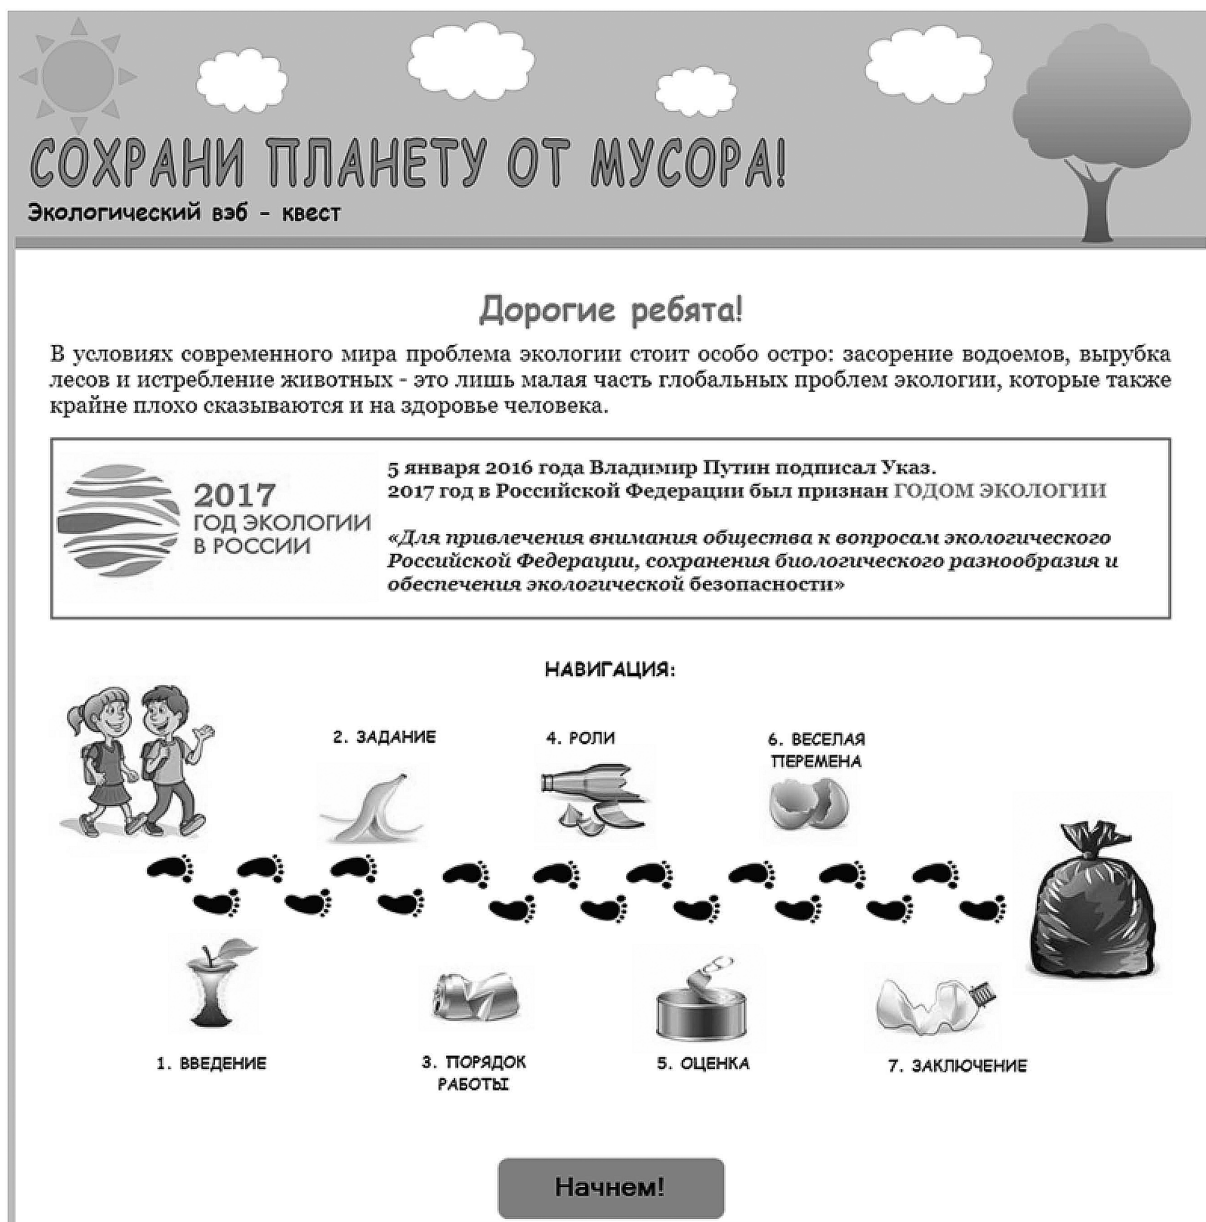 СОХРАНИ ПЛАНЕТУ ОТ МУСОРА!
Экологический вэб - квест
Дорогие ребята!
В условиях современного мира проблема экологии стоит особо остро: засорение водоемов, вырубка
лесов и истребление животных - это лишь малая часть глобальных проблем экологии, которые также
крайне плохо сказываются и на здоровье человека.
2017
ГОД ЭКОЛОГИИ
В РОССИИ
5 января 2016 года Владимир Путин подписал Указ.
2017 год в Российской Федерации был признан ГОДОМ ЭКОЛОГИИ
«Для привлечения внимания общества к вопросам экологического
Российской Федерации, сохранения биологического разнообразия и
обеспечения экологической безопасности»
НАВИГАЦИЯ:
2. ЗАДАНИЕ
4. РОЛИ
6. ВЕСЕЛАЯ
ПЕРЕМЕНА
1. ВВЕДЕНИЕ
3. ПОРЯДОК
РАБОТЫ
5. ОЦЕНКА
7. ЗАКЛЮЧЕНИЕ
Начнем!